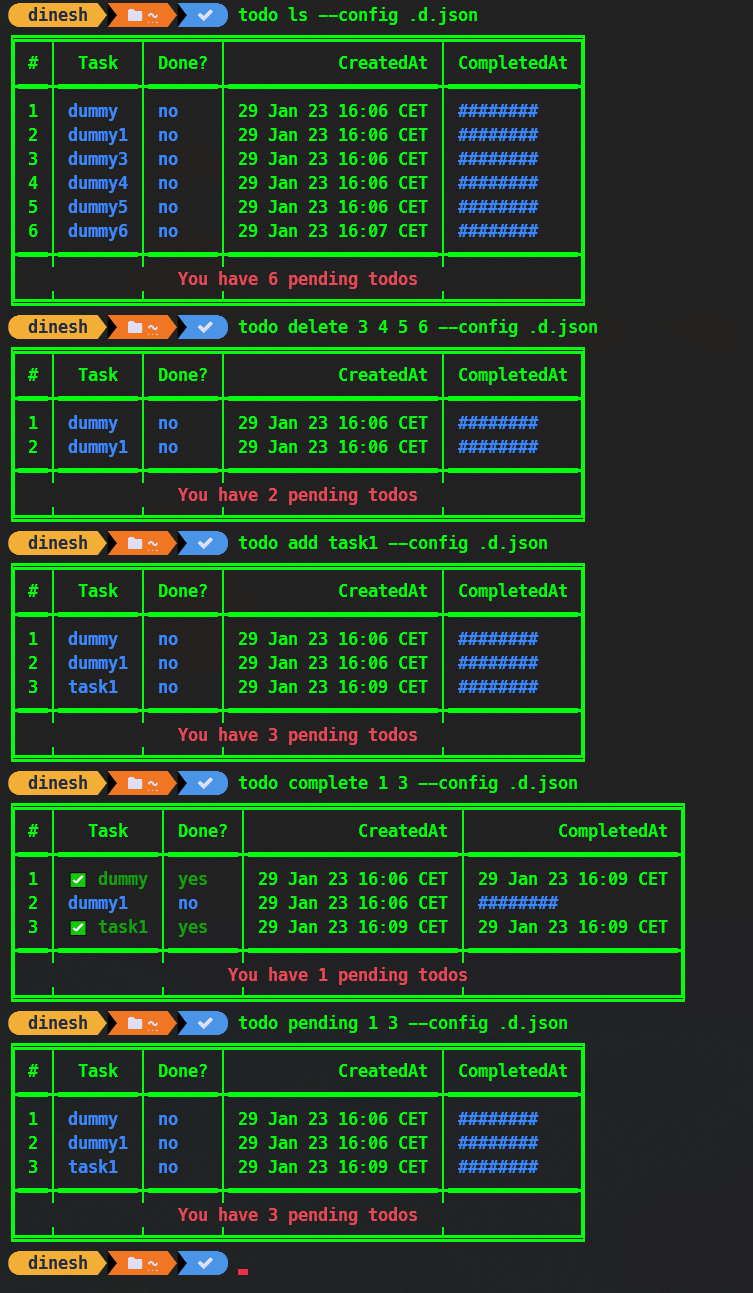 dinesh ~ todo ls --config .d.json
# Task Done? CreatedAt CompletedAt
1 dummy no 29 Jan 23 16:06 CET ########
2 dummy1 no 29 Jan 23 16:06 CET ########
3 dummy3 no 29 Jan 23 16:06 CET ########
4 dummy4 no 29 Jan 23 16:06 CET ########
5 dummy5 no 29 Jan 23 16:06 CET ########
6 dummy6 no 29 Jan 23 16:07 CET ########
You have 6 pending todos
dinesh ~ todo delete 3 4 5 6 --config .d.json
# Task Done? CreatedAt CompletedAt
1 dummy no 29 Jan 23 16:06 CET ########
2 dummy1 no 29 Jan 23 16:06 CET ########
You have 2 pending todos
dinesh ~ todo add task1 --config .d.json
# Task Done? CreatedAt CompletedAt
1 dummy no 29 Jan 23 16:06 CET ########
2 dummy1 no 29 Jan 23 16:06 CET ########
3 task1 no 29 Jan 23 16:09 CET ########
You have 3 pending todos
dinesh ~ todo complete 1 3 --config .d.json
# Task Done? CreatedAt CompletedAt
1 ✅ dummy yes 29 Jan 23 16:06 CET 29 Jan 23 16:09 CET
2 dummy1 no 29 Jan 23 16:06 CET ########
3 ✅ task1 yes 29 Jan 23 16:09 CET 29 Jan 23 16:09 CET
You have 1 pending todos
dinesh ~ todo pending 1 3 --config .d.json
# Task Done? CreatedAt CompletedAt
1 dummy no 29 Jan 23 16:06 CET ########
2 dummy1 no 29 Jan 23 16:06 CET ########
3 task1 no 29 Jan 23 16:09 CET ########
You have 3 pending todos
dinesh ~